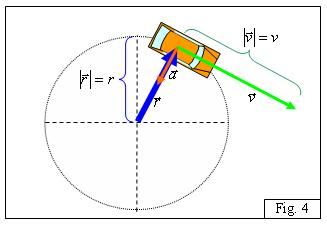 |v⃗| = v
|r⃗| = r
a⃗
r⃗
v⃗
Fig. 4